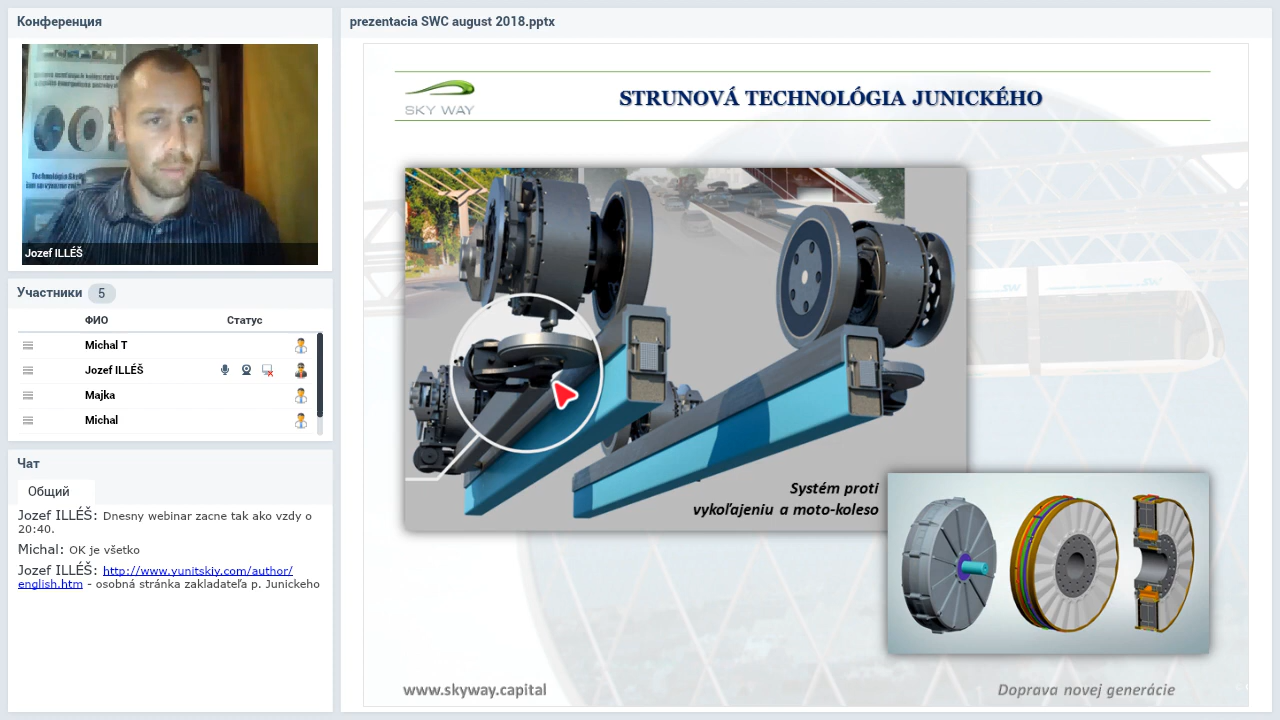 Конференция
Jozef ILLÉŠ
Участники 5
ФИО Статус
Michal T
Jozef ILLÉŠ
Majka
Michal
Чат
Общий
Jozef ILLÉŠ: Dnesny webinar zacne tak ako vzdy o
20:40.
Michal: OK je všetko
Jozef ILLÉŠ: http://www.yunitskiy.com/author/
english.htm - osobná stránka zakladateľa p. Junickeho
prezentacia SWC august 2018.pptx
SKY WAY
STRUNOVÁ TECHNOLÓGIA JUNICKÉHO
Systém proti
vykoľajeniu a moto-koleso
www.skyway.capital
Doprava novej generácie